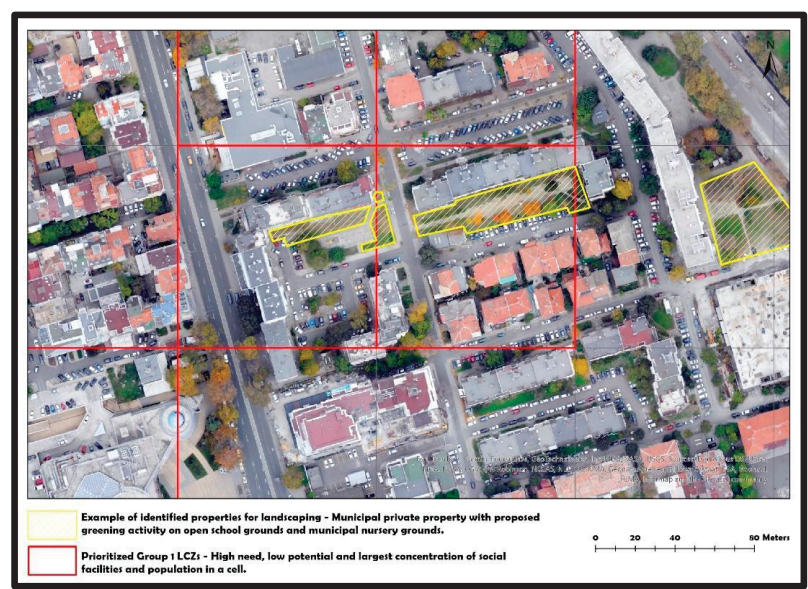 N
Example of identified properties for landscaping - Municipal private property with proposed
greening activity on open school grounds and municipal nursery grounds.
Prioritized Group 1 LCZs - High need, low potential and largest concentration of social
facilities and population in a cell.
0 20 40 80 Meters